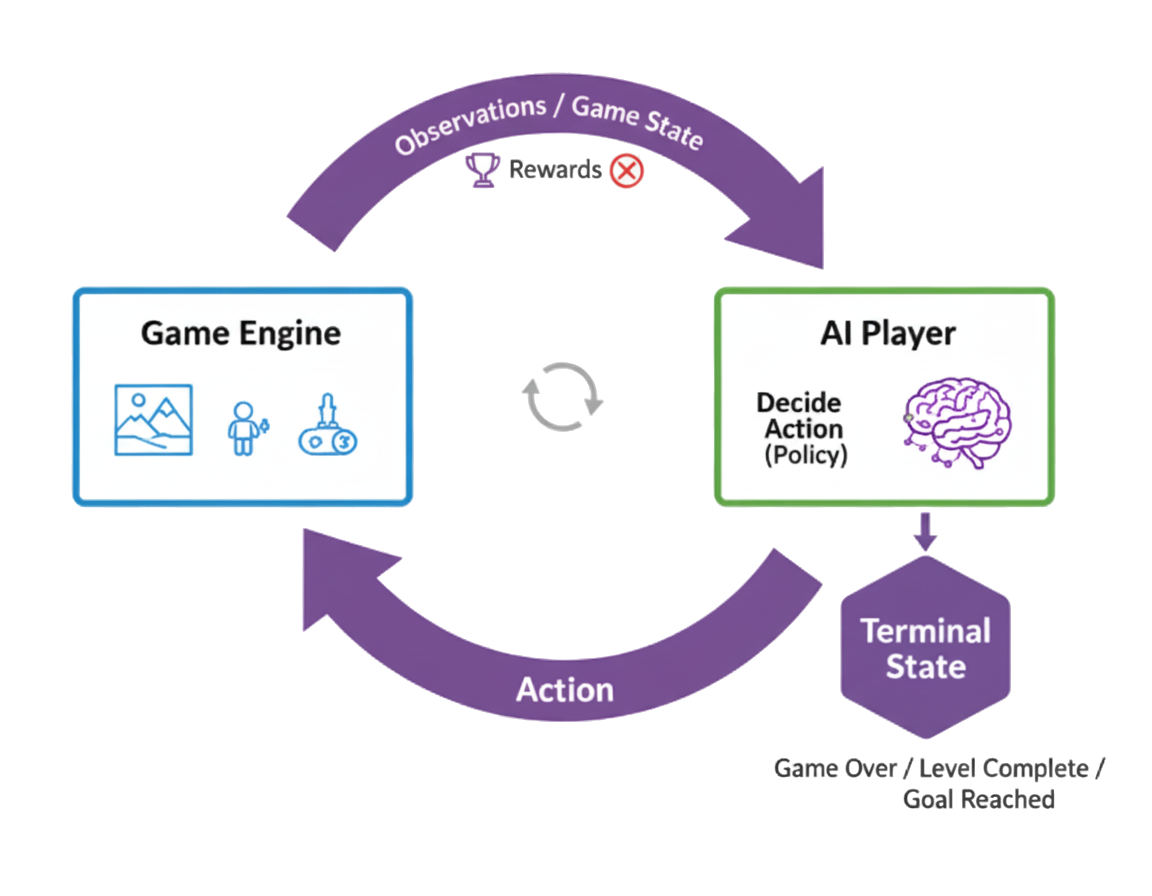 Observations / Game State
Rewards
Game Engine
AI Player
Decide
Action
(Policy)
3
Action
Terminal
State
Game Over / Level Complete /
Goal Reached